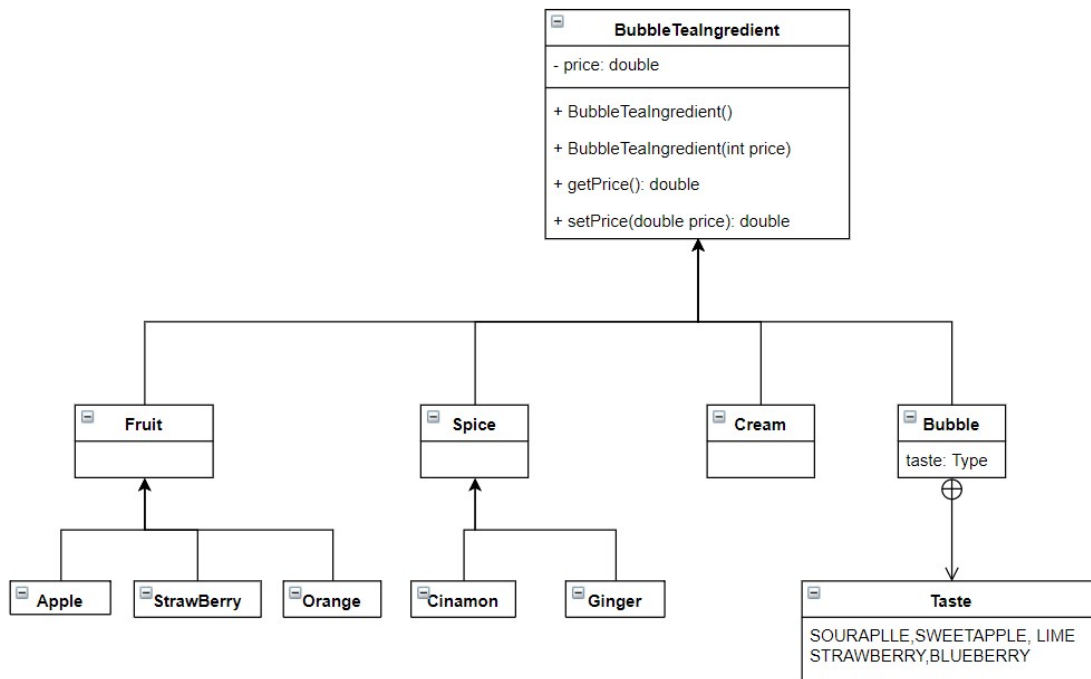 BubbleTeaIngredient
- price: double
+ BubbleTeaIngredient()
+ BubbleTeaIngredient(int price)
+ getPrice(): double
+ setPrice(double price): double
Fruit
Spice
Cream
Bubble
taste: Type
Apple
StrawBerry
Orange
Cinamon
Ginger
Taste
SOURAPLLE,SWEETAPPLE, LIME
STRAWBERRY,BLUEBERRY